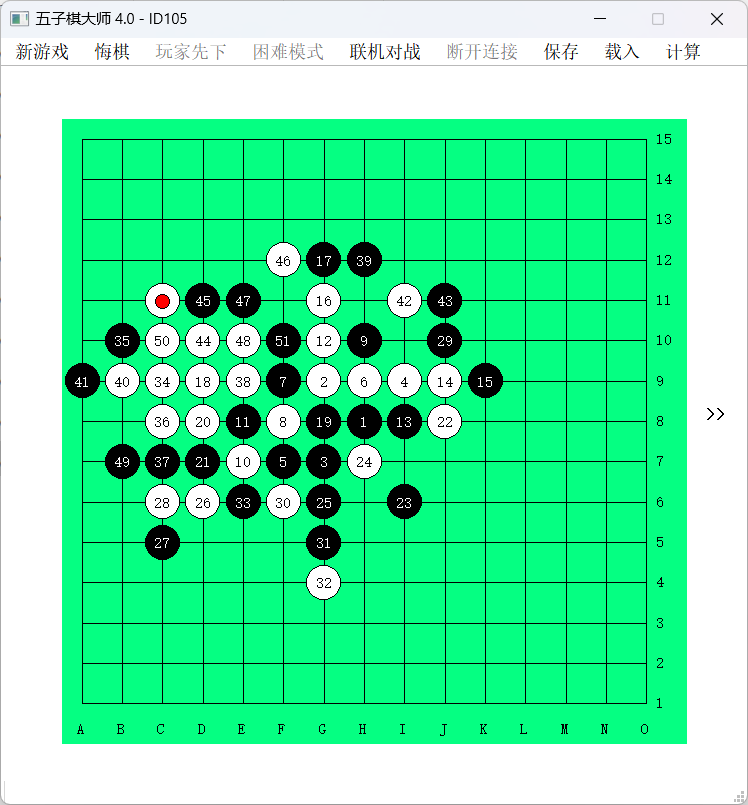 五子棋大师 4.0 - ID105
新游戏 悔棋 玩家先下 困难模式 联机对战 断开连接 保存 载入 计算
15
14
13
46 17 39 12
45 47 16 42 43 11
35 50 44 48 51 12 9 29 10
41 40 34 18 38 7 2 6 4 14 15 9
>>
36 20 11 8 19 1 13 22 8
49 37 21 10 5 3 24 7
28 26 33 30 25 23 6
27 31 5
32 4
3
2
1
A B C D E F G H I J K L M N O